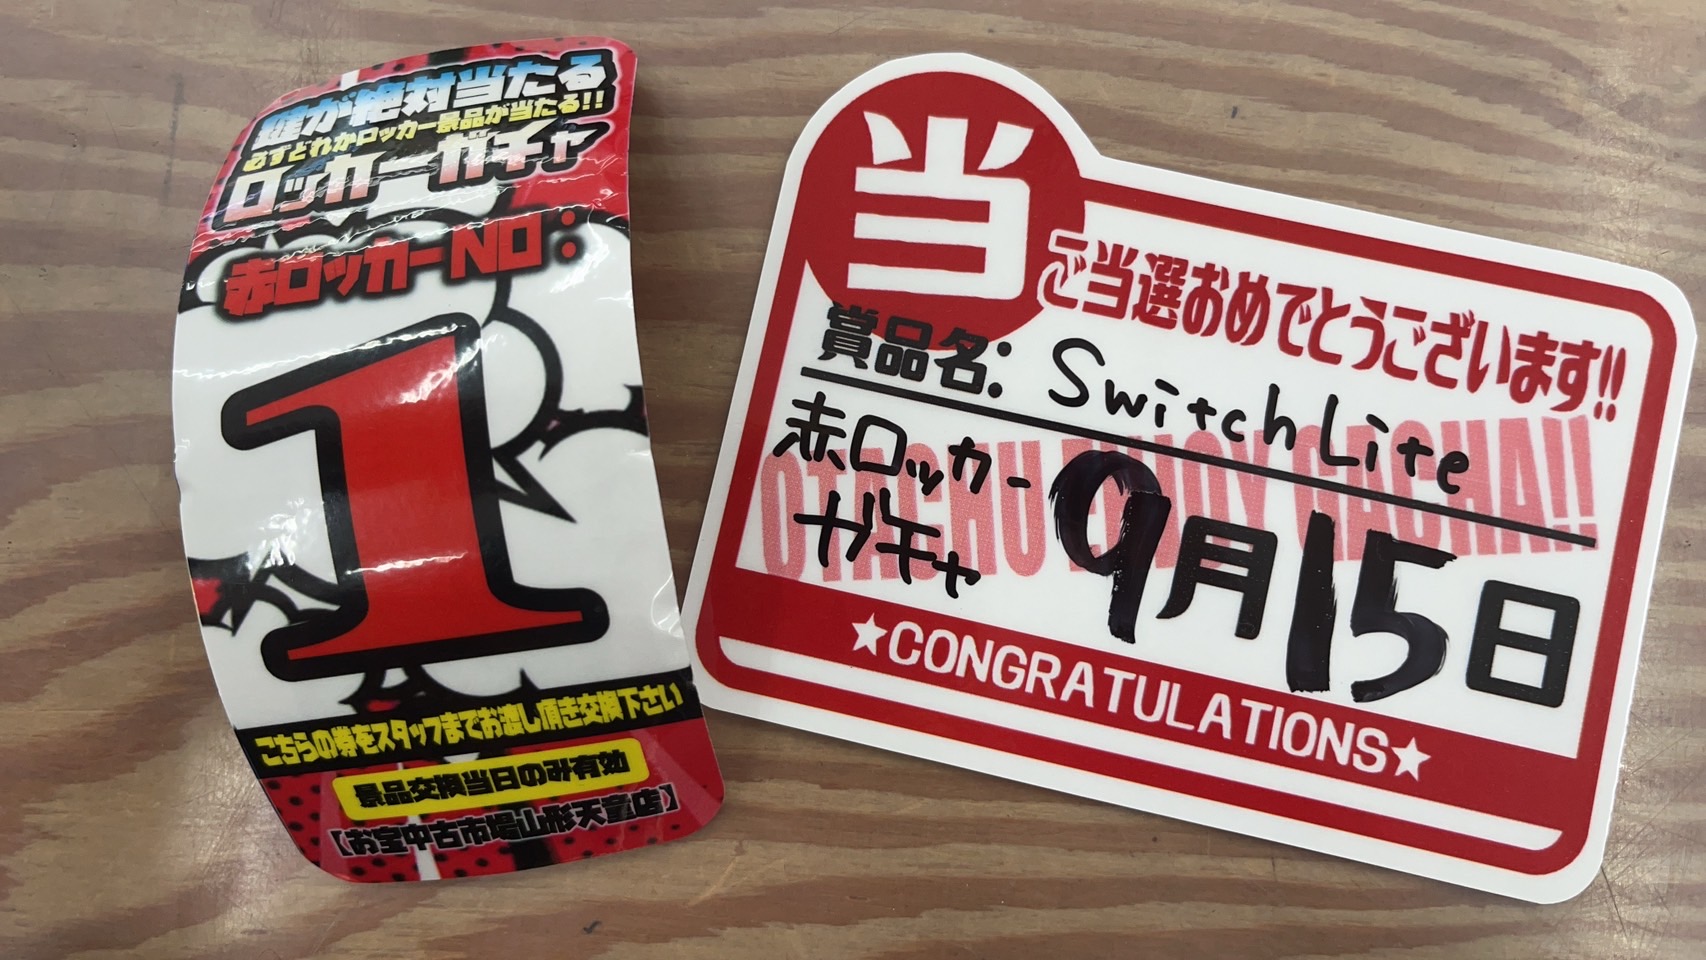 鍵が絶対当たる
必ずどれかロッカー景品が当たる!!
ロッカーガチャ
赤ロッカーNO：
1
こちらの券をスタッフまでお渡し頂き交換下さい
景品交換当日のみ有効
【お宝中古市場山形天童店】
当
ご当選おめでとうございます!!
賞品名：SwitchLite
OTACHU ENJOY GACHA!!
赤ロッカー
ガチャ
9月15日
★CONGRATULATIONS★